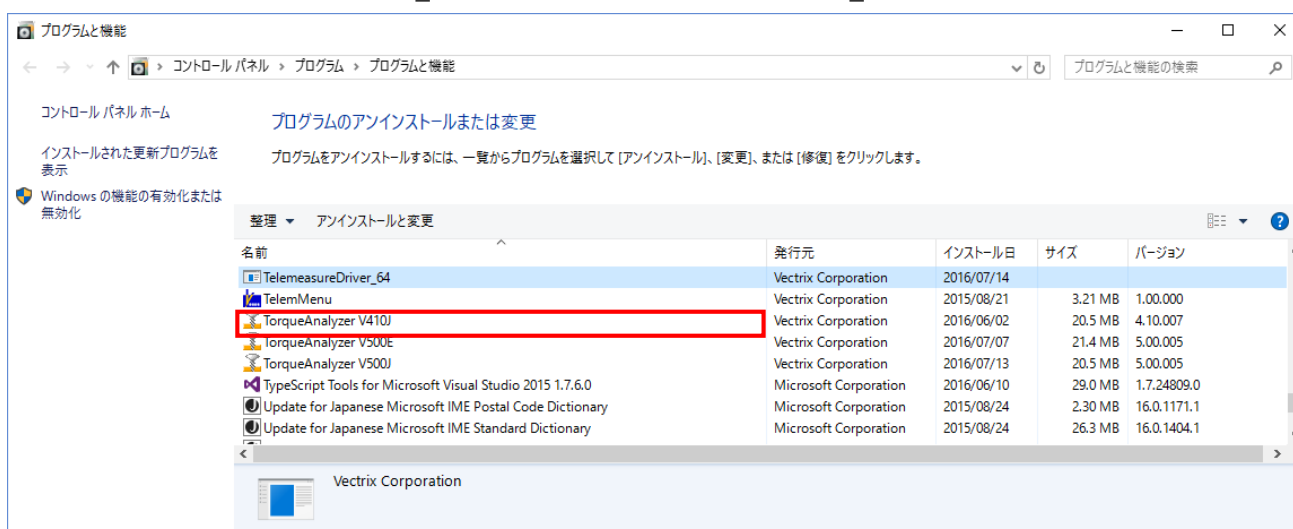 プログラムと機能
コントロール パネル › プログラム › プログラムと機能
プログラムと機能の検索
コントロール パネル ホーム
インストールされた更新プログラムを
表示
Windows の機能の有効化または
無効化
プログラムのアンインストールまたは変更
プログラムをアンインストールするには、一覧からプログラムを選択して [アンインストール]、[変更]、または [修復] をクリックします。
整理 アンインストールと変更
名前 発行元 インストール日 サイズ バージョン
TelemeasureDriver_64 Vectrix Corporation 2016/07/14
TelemMenu Vectrix Corporation 2015/08/21 3.21 MB 1.00.000
TorqueAnalyzer V410J Vectrix Corporation 2016/06/02 20.5 MB 4.10.007
TorqueAnalyzer V500E Vectrix Corporation 2016/07/07 21.4 MB 5.00.005
TorqueAnalyzer V500J Vectrix Corporation 2016/07/13 20.5 MB 5.00.005
TypeScript Tools for Microsoft Visual Studio 2015 1.7.6.0 Microsoft Corporation 2016/06/10 29.0 MB 1.7.24809.0
Update for Japanese Microsoft IME Postal Code Dictionary Microsoft Corporation 2015/08/24 2.30 MB 16.0.1171.1
Update for Japanese Microsoft IME Standard Dictionary Microsoft Corporation 2015/08/24 26.3 MB 16.0.1404.1
Vectrix Corporation